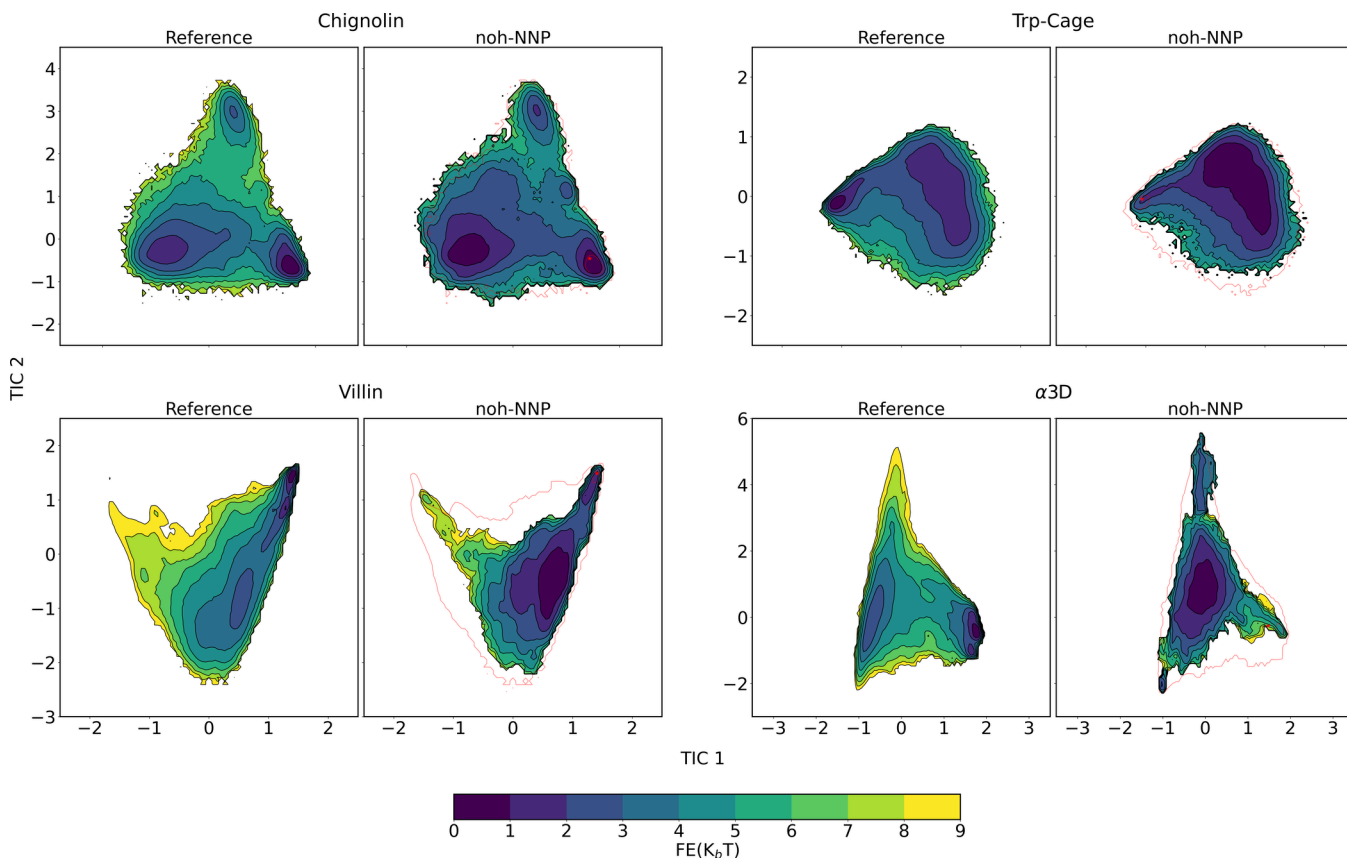 Chignolin
Trp-Cage
Reference
noh-NNP
Reference
noh-NNP
4
3
2
1
0
−1
−2
2
1
0
−1
−2
TIC 2
Villin
α3D
Reference
noh-NNP
Reference
noh-NNP
2
1
0
−1
−2
−3
6
4
2
0
−2
−2 −1 0 1 2
−2 −1 0 1 2
−3 −2 −1 0 1 2 3
−3 −2 −1 0 1 2 3
TIC 1
0 1 2 3 4 5 6 7 8 9
FE(K_bT)